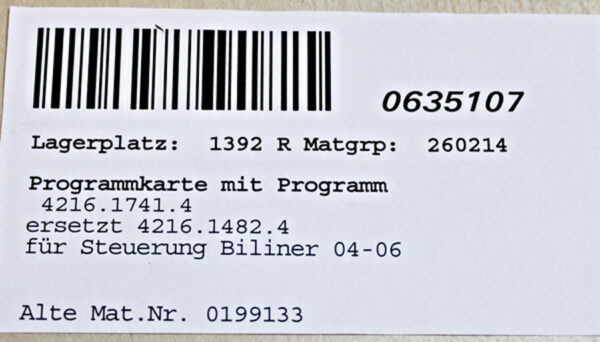 0635107
Lagerplatz: 1392 R Matgrp: 260214
Programmkarte mit Programm
4216.1741.4
ersetzt 4216.1482.4
für Steuerung Biliner 04-06
Alte Mat.Nr. 0199133